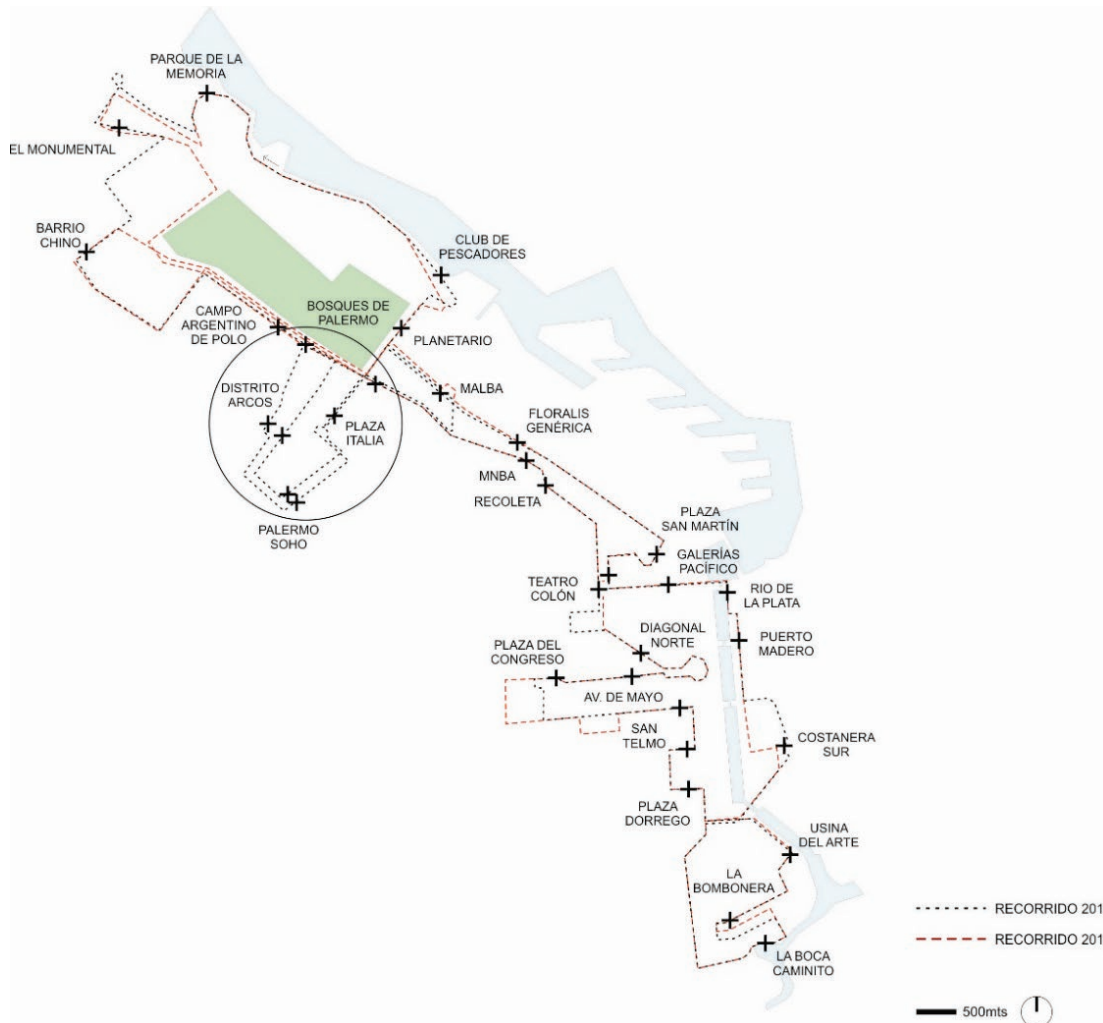 PARQUE DE LA
MEMORIA
EL MONUMENTAL
BARRIO
CHINO
CLUB DE
PESCADORES
CAMPO
ARGENTINO
DE POLO
BOSQUES DE
PALERMO
PLANETARIO
DISTRITO
ARCOS
PLAZA
ITALIA
MALBA
FLORALIS
GENÉRICA
MNBA
RECOLETA
PALERMO
SOHO
PLAZA
SAN MARTÍN
GALERÍAS
PACÍFICO
TEATRO
COLÓN
RIO DE
LA PLATA
DIAGONAL
NORTE
PUERTO
MADERO
PLAZA DEL
CONGRESO
AV. DE MAYO
SAN
TELMO
COSTANERA
SUR
PLAZA
DORREGO
USINA
DEL ARTE
LA
BOMBONERA
LA BOCA
CAMINITO
RECORRIDO 201
RECORRIDO 201
500mts